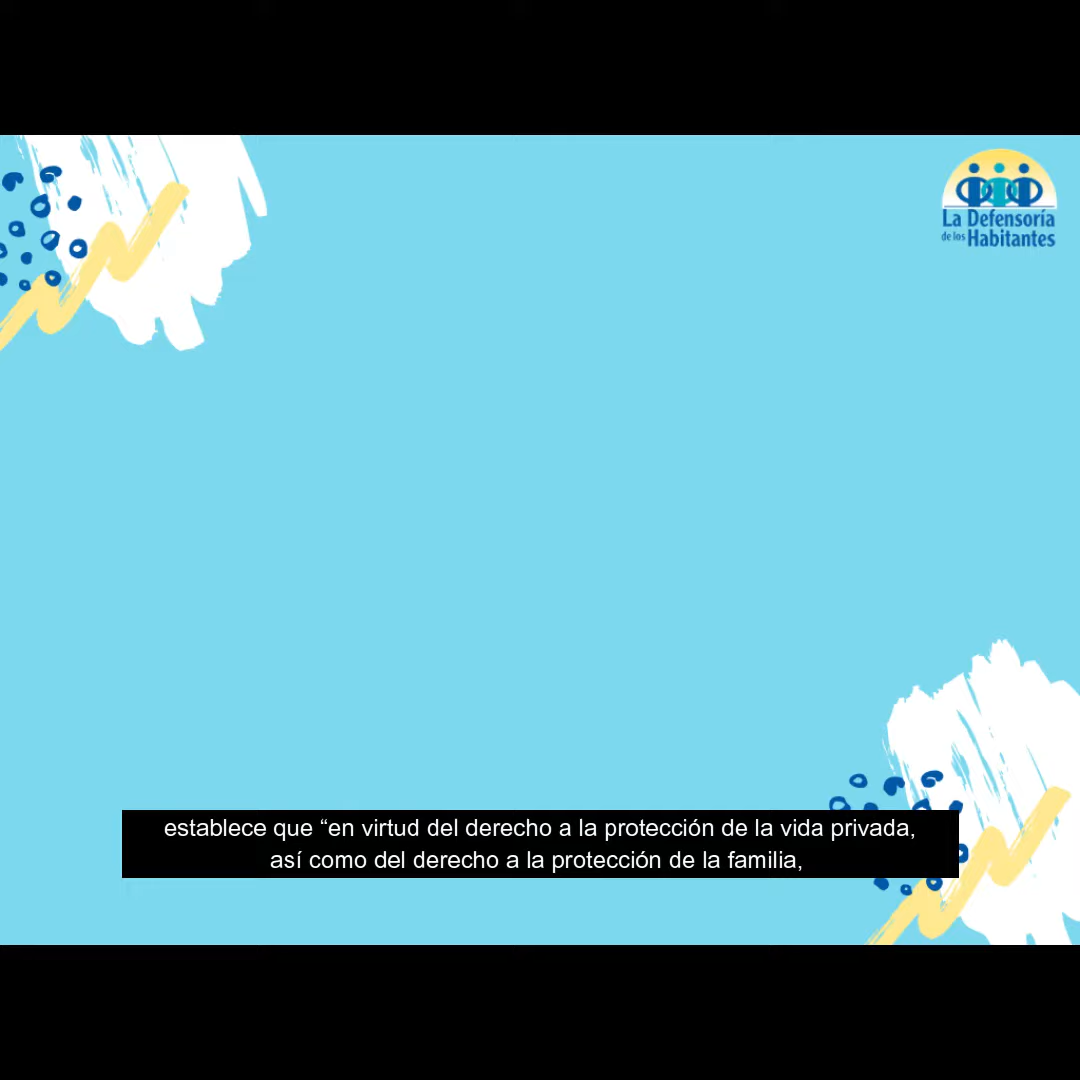 La Defensoría
de los Habitantes
establece que “en virtud del derecho a la protección de la vida privada,
así como del derecho a la protección de la familia,